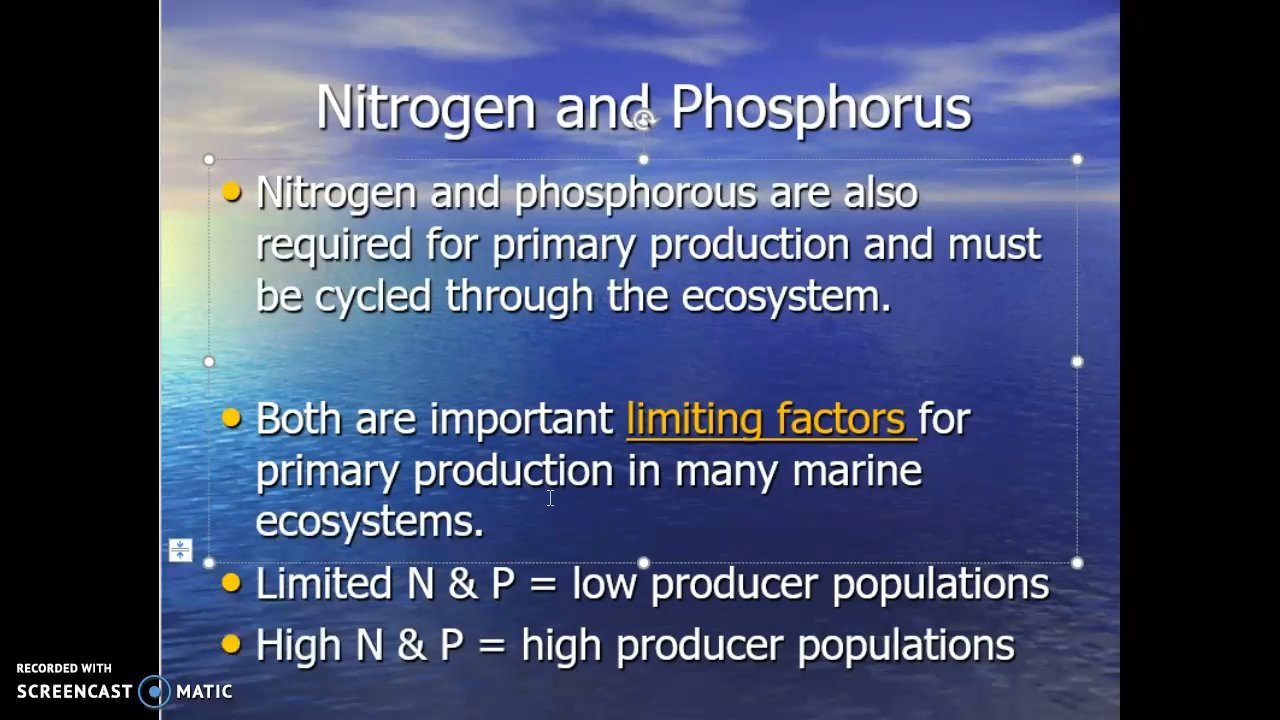 Nitrogen and Phosphorus
• Nitrogen and phosphorous are also
required for primary production and must
be cycled through the ecosystem.
• Both are important limiting factors for
primary production in many marine
ecosystems.
• Limited N & P = low producer populations
• High N & P = high producer populations
RECORDED WITH
SCREENCAST MATIC